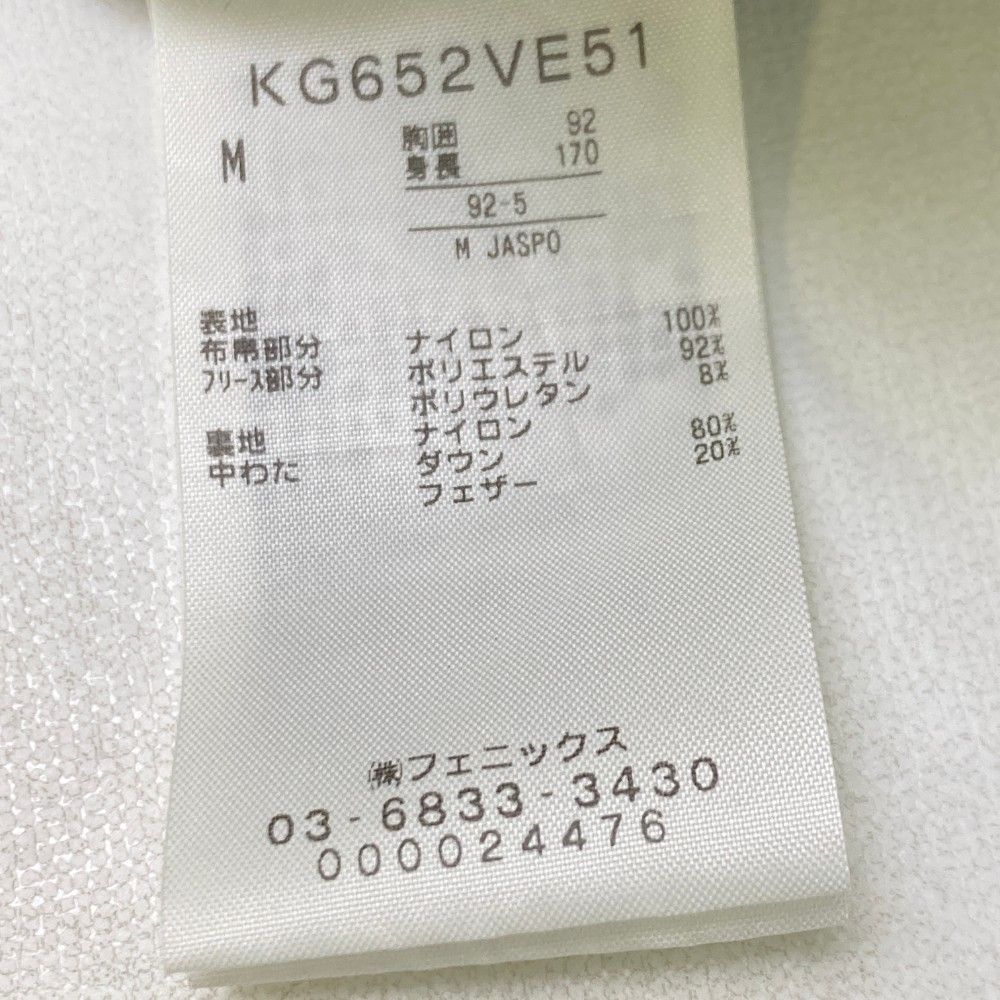 KG652VE51
M
胸囲 92
身長 170
92-5
M JASPO
表地
布帛部分 ナイロン 100%
フリース部分 ポリエステル 92%
ポリウレタン 8%
裏地 ナイロン
中わた ダウン 80%
フェザー 20%
㈱フェニックス
03-6833-3430
000024476